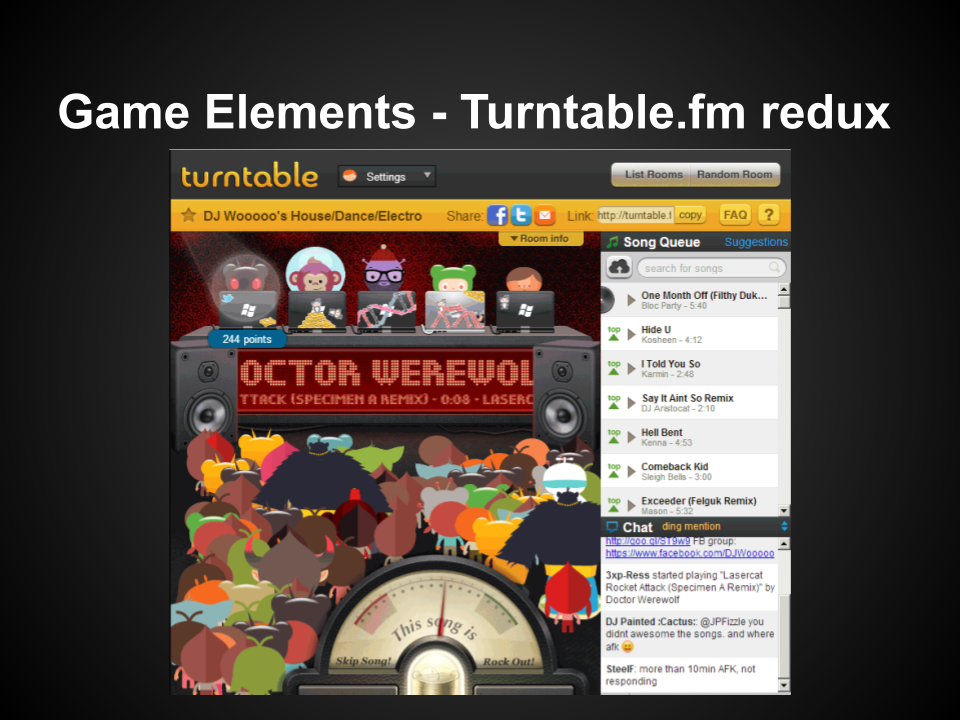 Game Elements - Turntable.fm redux
turntable
Settings
List Rooms Random Room
DJ Wooooo's House/Dance/Electro Share: Link: http://turntable.f copy FAQ ?
Room info
Song Queue Suggestions
search for songs
One Month Off (Filthy Duk...
Bloc Party - 5:40
top Hide U
Kosheen - 4:12
top I Told You So
Karmin - 2:48
top Say It Aint So Remix
DJ Aristocat - 2:10
top Hell Bent
Kenna - 4:53
top Comeback Kid
Sleigh Bells - 3:00
top Exceeder (Felguk Remix)
Mason - 5:32
244 points
OCTOR WEREWOL
TTACK (SPECIMEN A REMIX) - 0:08 - LASERC
Chat ding mention
http://goo.gl/ST9w9 FB group:
https://www.facebook.com/DJWooooo
3xp-Ress started playing "Lasercat
Rocket Attack (Specimen A Remix)" by
Doctor Werewolf
DJ Painted :Cactus:: @JPFizzle you
didnt awesome the songs. and where
afk
SteelF: more than 10min AFK, not
responding
This song is
Skip Song! Rock Out!